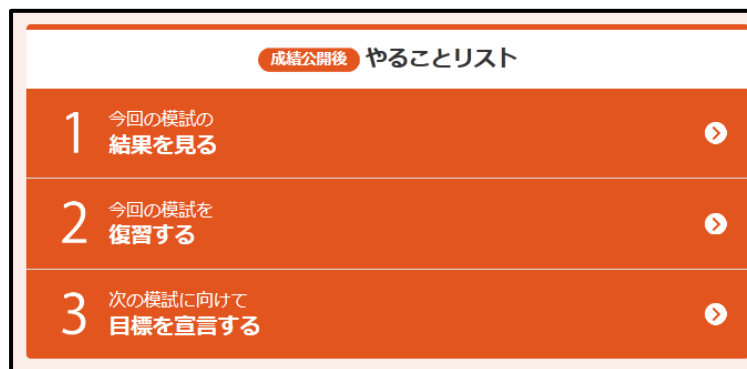 成績公開後 やることリスト
1 今回の模試の
結果を見る
2 今回の模試を
復習する
3 次の模試に向けて
目標を宣言する